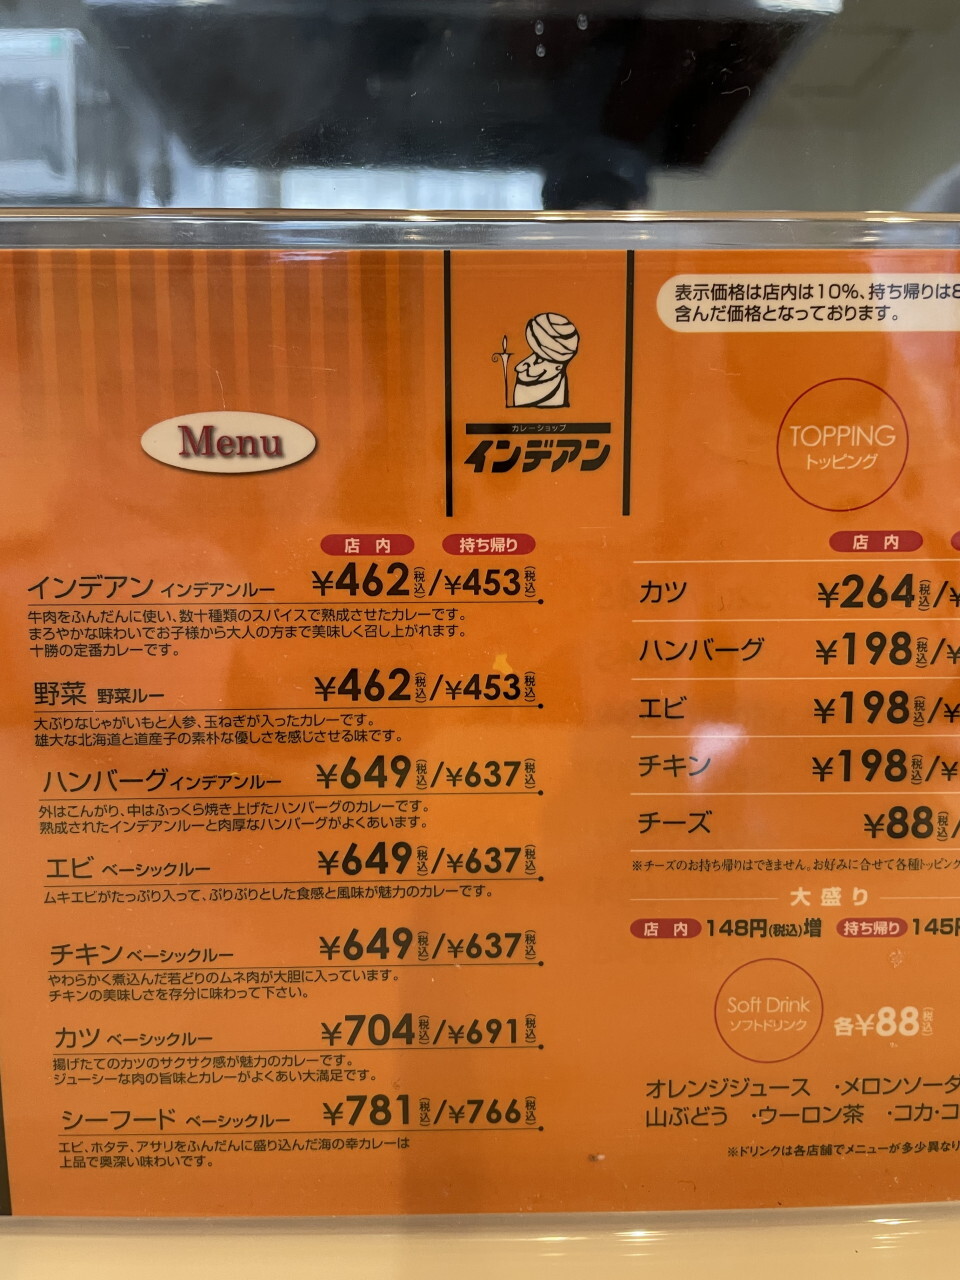 Menu
カレーショップ
インデアン
店内 持ち帰り
インデアン インデアンルー ¥462(税込)/¥453(税込)
牛肉をふんだんに使い、数十種類のスパイスで熟成させたカレーです。
まろやかな味わいでお子様から大人の方まで美味しく召し上がれます。
十勝の定番カレーです。
野菜 野菜ルー ¥462(税込)/¥453(税込)
大ぶりなじゃがいもと人参、玉ねぎが入ったカレーです。
雄大な北海道と道産子の素朴な優しさを感じさせる味です。
ハンバーグ インデアンルー ¥649(税込)/¥637(税込)
外はこんがり、中はふっくら焼き上げたハンバーグのカレーです。
熟成されたインデアンルーと肉厚なハンバーグがよくあいます。
エビ ベーシックルー ¥649(税込)/¥637(税込)
ムキエビがたっぷり入って、ぷりぷりとした食感と風味が魅力のカレーです。
チキン ベーシックルー ¥649(税込)/¥637(税込)
やわらかく煮込んだ若どりのムネ肉が大胆に入っています。
チキンの美味しさを存分に味わって下さい。
カツ ベーシックルー ¥704(税込)/¥691(税込)
揚げたてのカツのサクサク感が魅力のカレーです。
ジューシーな肉の旨味とカレーがよくあい大満足です。
シーフード ベーシックルー ¥781(税込)/¥766(税込)
エビ、ホタテ、アサリをふんだんに盛り込んだ海の幸カレーは
上品で奥深い味わいです。
表示価格は店内は10%、持ち帰りは8
含んだ価格となっております。
TOPPING
トッピング
店内
カツ ¥264(税込)/¥
ハンバーグ ¥198(税込)/¥
エビ ¥198(税込)/¥
チキン ¥198(税込)/¥
チーズ ¥88(税込)/
※チーズのお持ち帰りはできません。お好みに合せて各種トッピング
大盛り
店内 148円(税込)増 持ち帰り 145円
Soft Drink
ソフトドリンク
各¥88(税込)
オレンジジュース ・メロンソーダ
山ぶどう ・ウーロン茶 ・コカ・コ
※ドリンクは各店舗でメニューが多少異なり